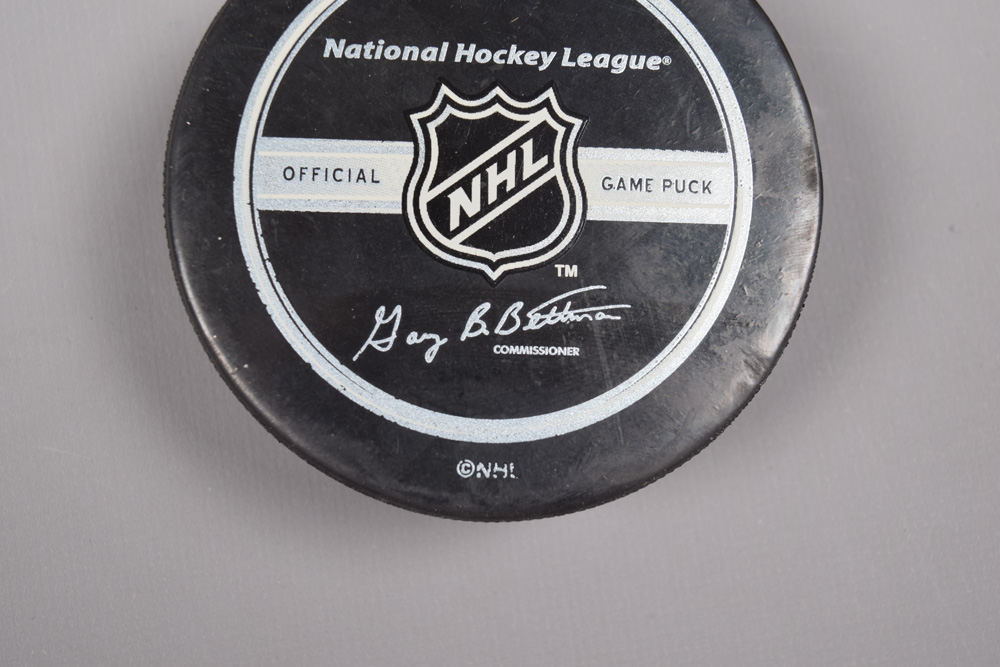 National Hockey League®
OFFICIAL
NHL
GAME PUCK
TM
Gary B. Bettman
COMMISSIONER
©NHL